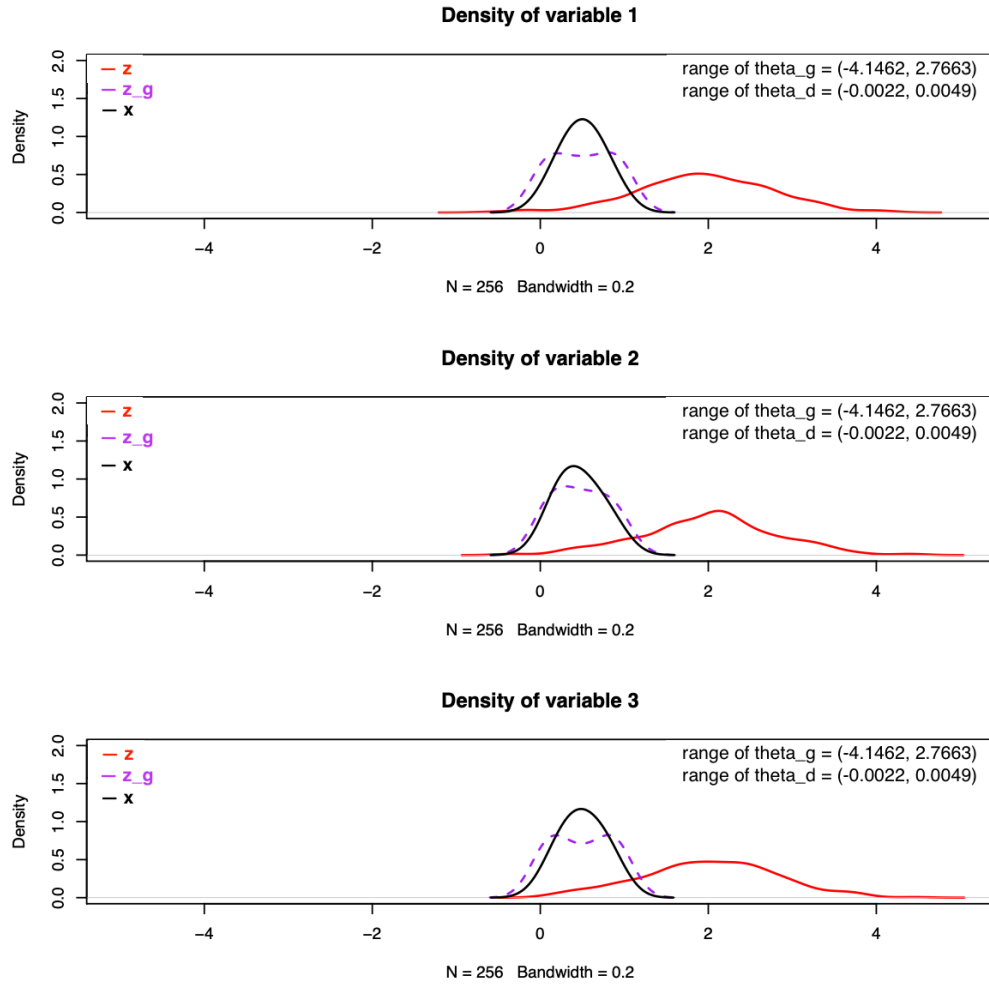 Density of variable 1
Density
2.0
1.5
1.0
0.5
0.0
z
z_g
x
range of theta_g = (-4.1462, 2.7663)
range of theta_d = (-0.0022, 0.0049)
−4 −2 0 2 4
N = 256 Bandwidth = 0.2
Density of variable 2
Density
2.0
1.5
1.0
0.5
0.0
z
z_g
x
range of theta_g = (-4.1462, 2.7663)
range of theta_d = (-0.0022, 0.0049)
−4 −2 0 2 4
N = 256 Bandwidth = 0.2
Density of variable 3
Density
2.0
1.5
1.0
0.5
0.0
z
z_g
x
range of theta_g = (-4.1462, 2.7663)
range of theta_d = (-0.0022, 0.0049)
−4 −2 0 2 4
N = 256 Bandwidth = 0.2